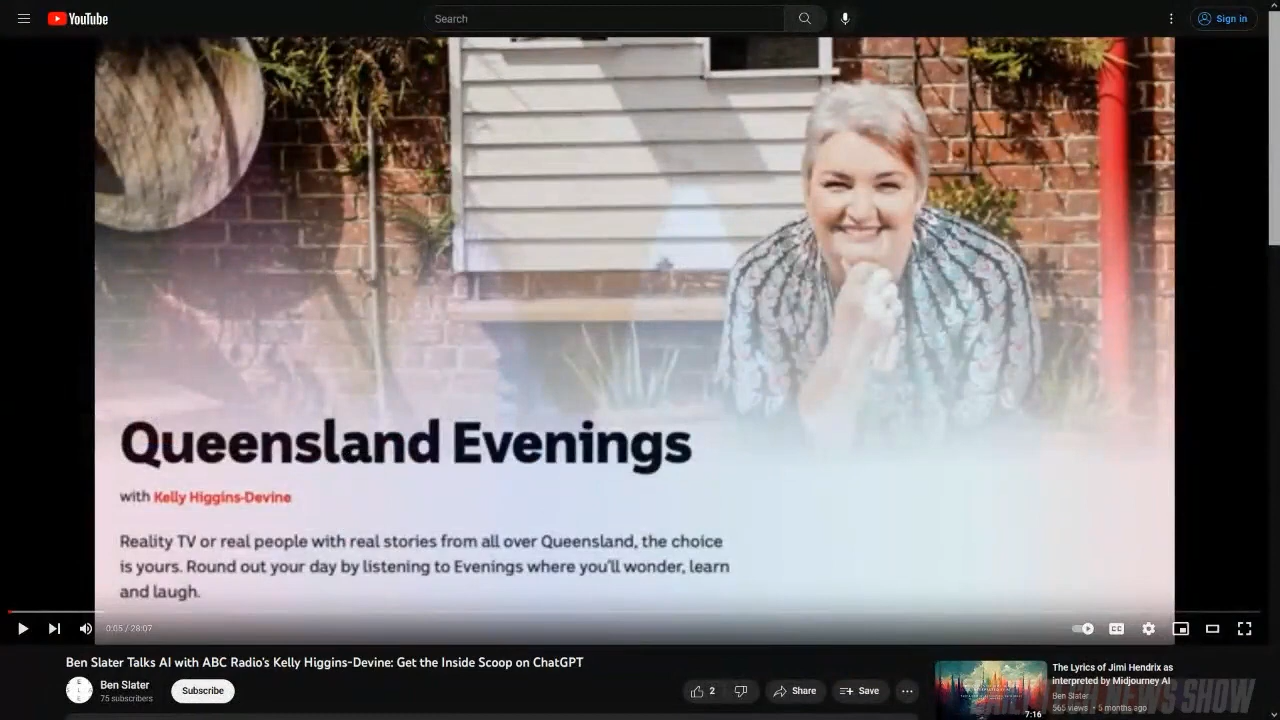 YouTube
Search
Sign in
Queensland Evenings
with Kelly Higgins-Devine
Reality TV or real people with real stories from all over Queensland, the choice
is yours. Round out your day by listening to Evenings where you'll wonder, learn
and laugh.
0:05 / 28:07
CC
Ben Slater Talks AI with ABC Radio's Kelly Higgins-Devine: Get the Inside Scoop on ChatGPT
Ben Slater
75 subscribers
Subscribe
2
Share
Save
The Lyrics of Jimi Hendrix as
interpreted by Midjourney AI
Ben Slater
565 views • 5 months ago
7:16
NEWS SHOW